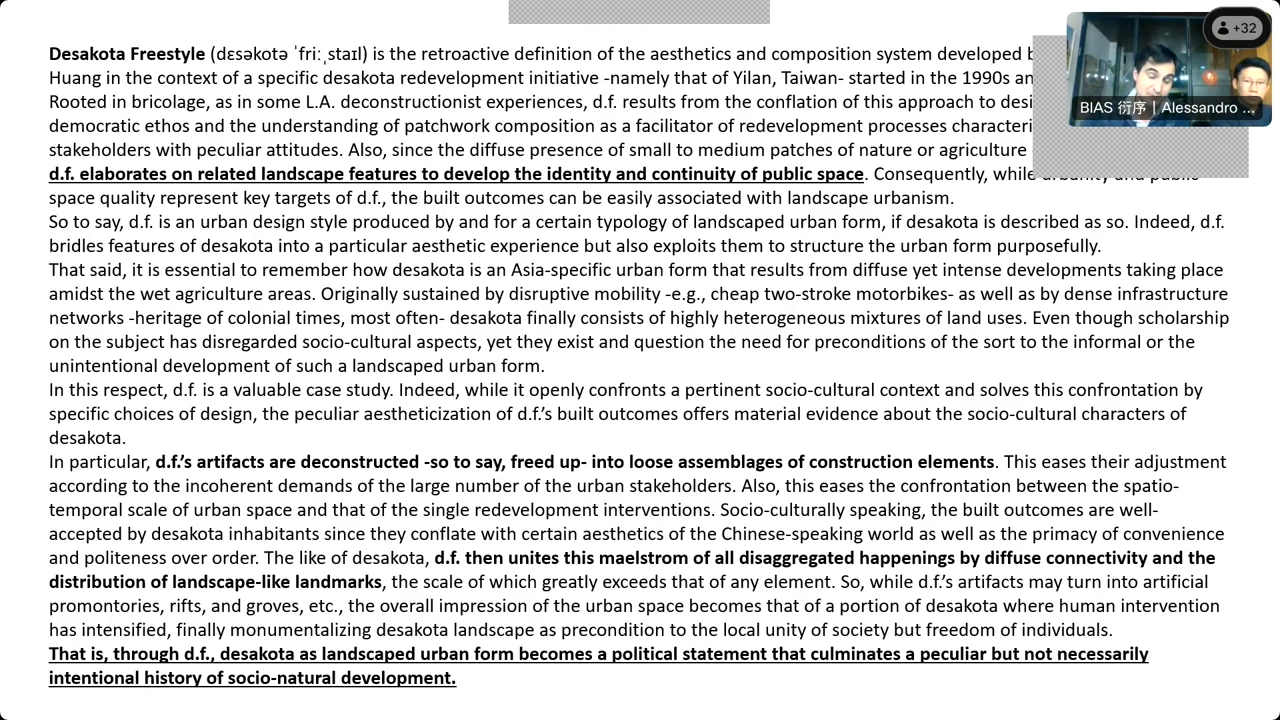 Desakota Freestyle (dɛsəkotə ˈfriːˌstaɪl) is the retroactive definition of the aesthetics and composition system developed
Huang in the context of a specific desakota redevelopment initiative -namely that of Yilan, Taiwan- started in the 1990s
Rooted in bricolage, as in some L.A. deconstructionist experiences, d.f. results from the conflation of this approach to
democratic ethos and the understanding of patchwork composition as a facilitator of redevelopment processes
stakeholders with peculiar attitudes. Also, since the diffuse presence of small to medium patches of nature or agriculture
d.f. elaborates on related landscape features to develop the identity and continuity of public space. Consequently, while urbanity and public
space quality represent key targets of d.f., the built outcomes can be easily associated with landscape urbanism.
So to say, d.f. is an urban design style produced by and for a certain typology of landscaped urban form, if desakota is described as so. Indeed, d.f.
bridles features of desakota into a particular aesthetic experience but also exploits them to structure the urban form purposefully.
That said, it is essential to remember how desakota is an Asia-specific urban form that results from diffuse yet intense developments taking place
amidst the wet agriculture areas. Originally sustained by disruptive mobility -e.g., cheap two-stroke motorbikes- as well as by dense infrastructure
networks -heritage of colonial times, most often- desakota finally consists of highly heterogeneous mixtures of land uses. Even though scholarship
on the subject has disregarded socio-cultural aspects, yet they exist and question the need for preconditions of the sort to the informal or the
unintentional development of such a landscaped urban form.
In this respect, d.f. is a valuable case study. Indeed, while it openly confronts a pertinent socio-cultural context and solves this confrontation by
specific choices of design, the peculiar aestheticization of d.f.'s built outcomes offers material evidence about the socio-cultural characters of
desakota.
In particular, d.f.'s artifacts are deconstructed -so to say, freed up- into loose assemblages of construction elements. This eases their adjustment
according to the incoherent demands of the large number of the urban stakeholders. Also, this eases the confrontation between the spatio-
temporal scale of urban space and that of the single redevelopment interventions. Socio-culturally speaking, the built outcomes are well-
accepted by desakota inhabitants since they conflate with certain aesthetics of the Chinese-speaking world as well as the primacy of convenience
and politeness over order. The like of desakota, d.f. then unites this maelstrom of all disaggregated happenings by diffuse connectivity and the
distribution of landscape-like landmarks, the scale of which greatly exceeds that of any element. So, while d.f.'s artifacts may turn into artificial
promontories, rifts, and groves, etc., the overall impression of the urban space becomes that of a portion of desakota where human intervention
has intensified, finally monumentalizing desakota landscape as precondition to the local unity of society but freedom of individuals.
That is, through d.f., desakota as landscaped urban form becomes a political statement that culminates a peculiar but not necessarily
intentional history of socio-natural development.
+32
BIAS 衍序 | Alessandro ...